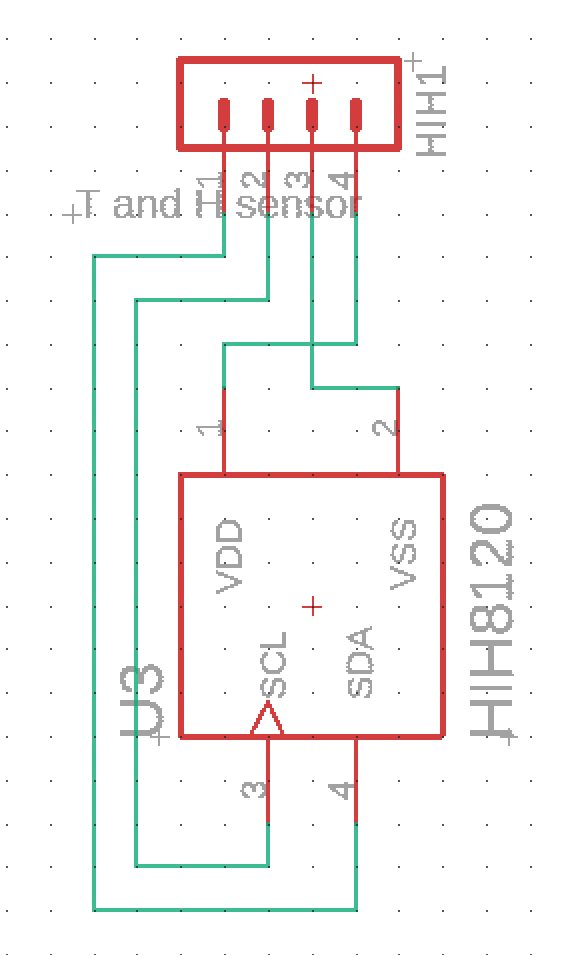 HIH1
1 2 3 4
T and H sensor
1 2
VDD VSS
HIH8120
SCL SDA
U3
3 4